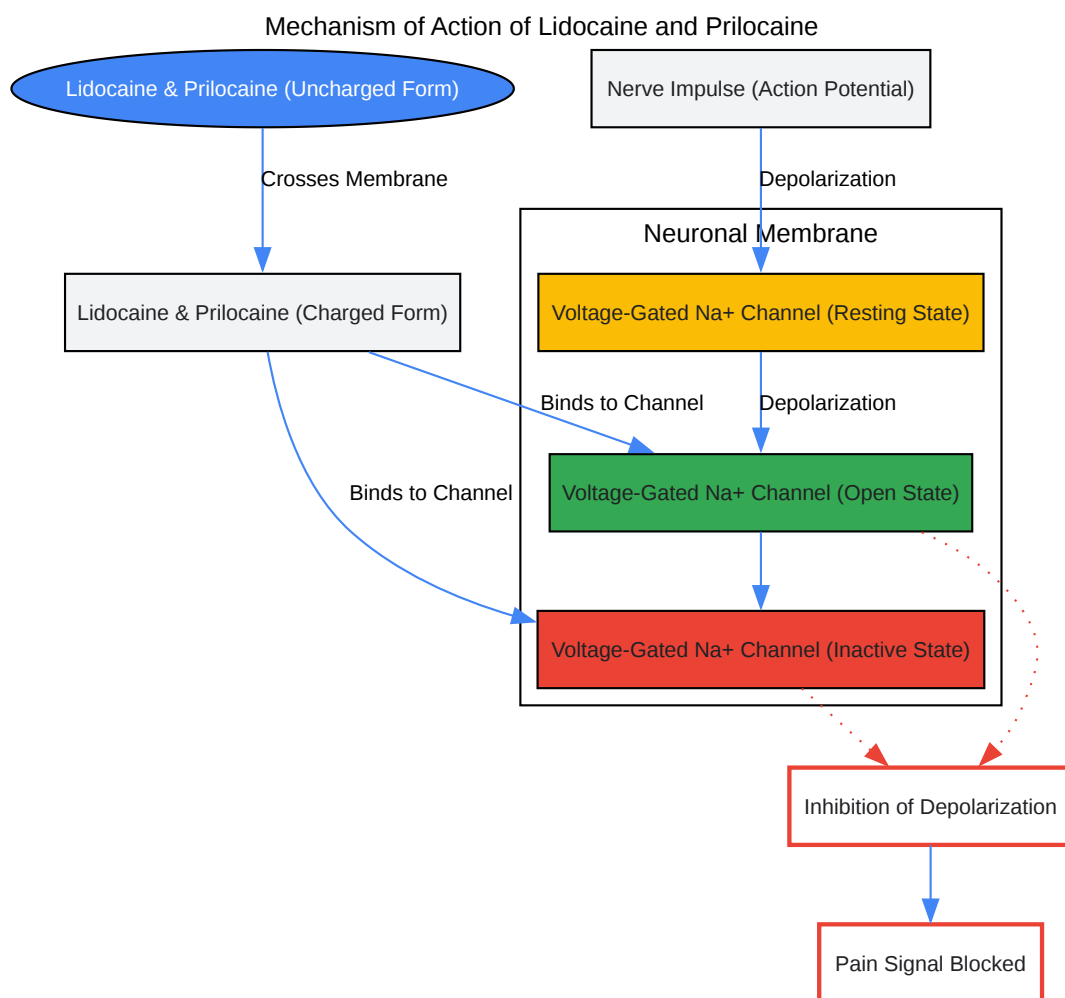 Mechanism of Action of Lidocaine and Prilocaine
Lidocaine & Prilocaine (Uncharged Form)
Nerve Impulse (Action Potential)
Crosses Membrane
Depolarization
Neuronal Membrane
Lidocaine & Prilocaine (Charged Form)
Voltage-Gated Na+ Channel (Resting State)
Binds to Channel
Depolarization
Voltage-Gated Na+ Channel (Open State)
Binds to Channel
Voltage-Gated Na+ Channel (Inactive State)
Inhibition of Depolarization
Pain Signal Blocked